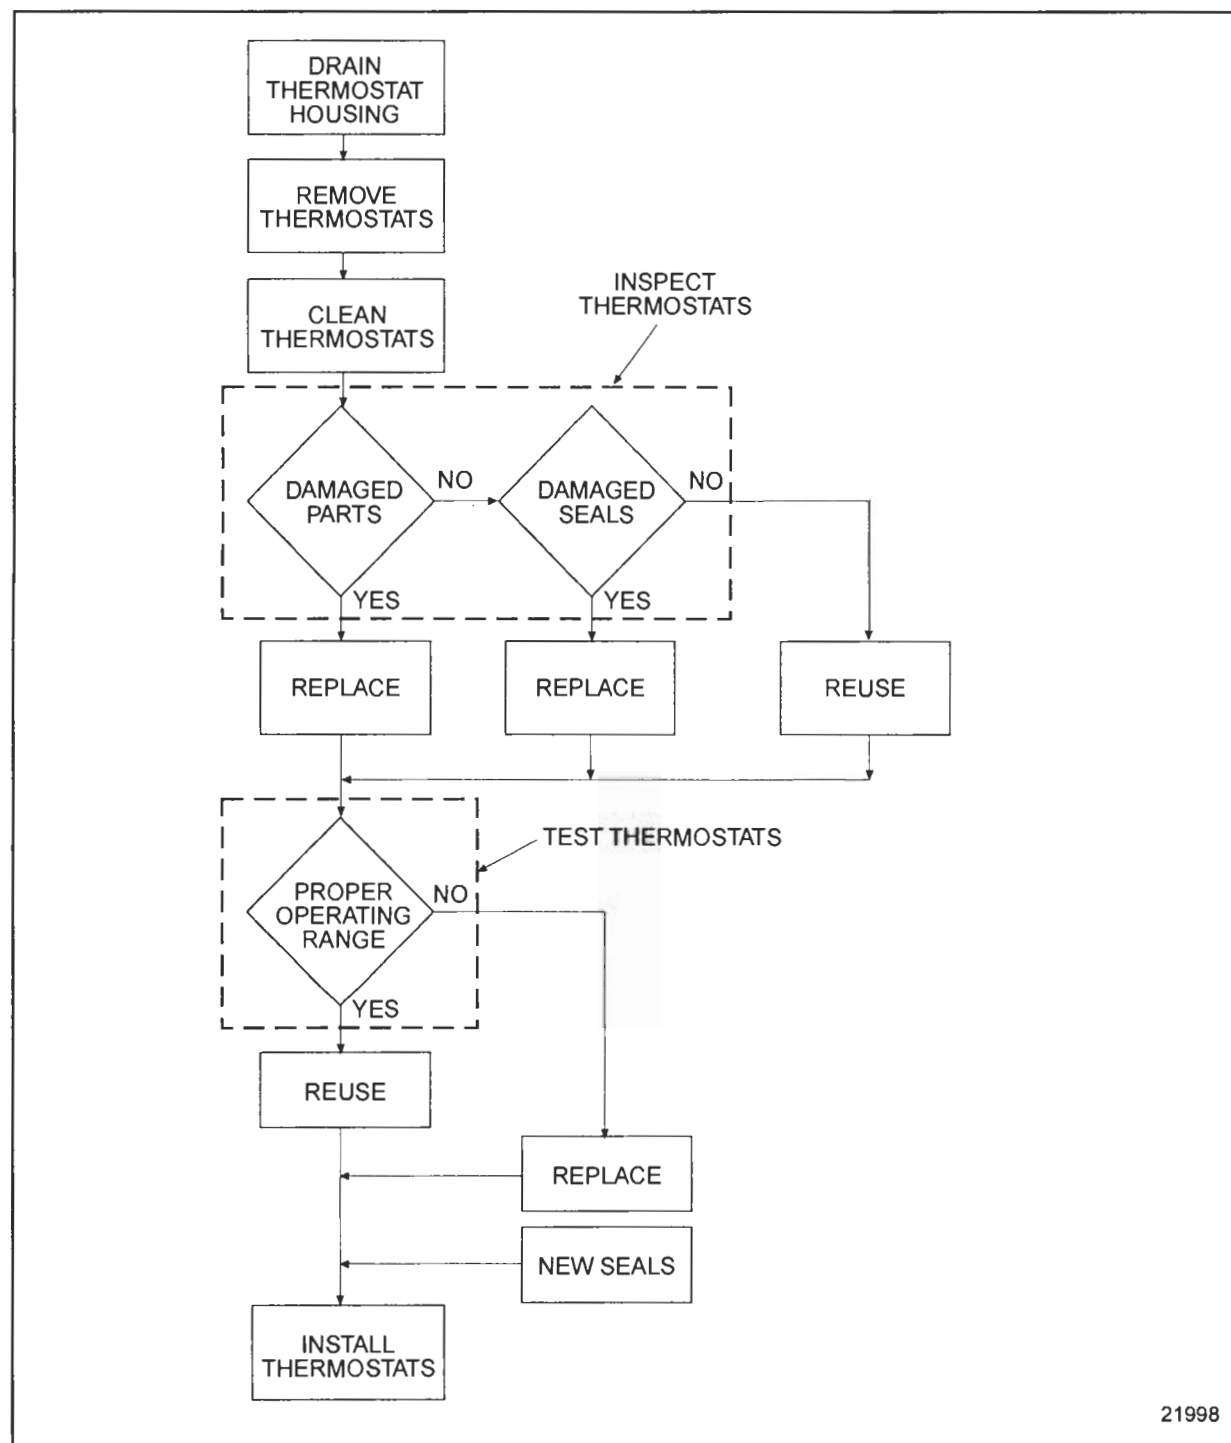 DRAIN
THERMOSTAT
HOUSING
REMOVE
THERMOSTATS
CLEAN
THERMOSTATS
INSPECT
THERMOSTATS
DAMAGED
PARTS
NO
YES
DAMAGED
SEALS
NO
YES
REPLACE
REPLACE
REUSE
TEST THERMOSTATS
PROPER
OPERATING
RANGE
NO
YES
REUSE
REPLACE
NEW SEALS
INSTALL
THERMOSTATS
21998